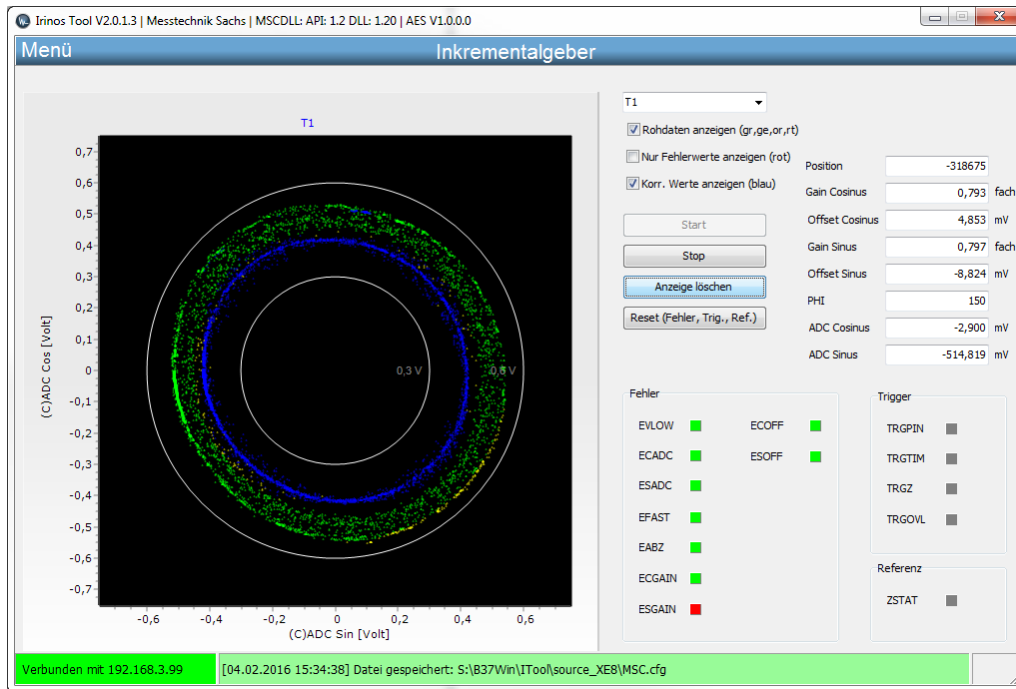 Irinos Tool V2.0.1.3 | Messtechnik Sachs | MSCDLL: API: 1.2 DLL: 1.20 | AES V1.0.0.0
Menü
Inkrementalgeber
T1
0,7
0,6
0,5
0,4
0,3
0,2
0,1
0
-0,1
-0,2
-0,3
-0,4
-0,5
-0,6
-0,7
(C)ADC Cos [Volt]
0,3 V
0,6 V
-0,6
-0,4
-0,2
0
0,2
0,4
0,6
(C)ADC Sin [Volt]
T1
Rohdaten anzeigen (gr,ge,or,rt)
Nur Fehlerwerte anzeigen (rot)
Korr. Werte anzeigen (blau)
Start
Stop
Anzeige löschen
Reset (Fehler, Trig., Ref.)
Position -318675
Gain Cosinus 0,793 fach
Offset Cosinus 4,853 mV
Gain Sinus 0,797 fach
Offset Sinus -8,824 mV
PHI 150
ADC Cosinus -2,900 mV
ADC Sinus -514,819 mV
Fehler
EVLOW ECOFF
ECADC ESOFF
ESADC
EFAST
EABZ
ECGAIN
ESGAIN
Trigger
TRGPIN
TRGTIM
TRGZ
TRGOVL
Referenz
ZSTAT
Verbunden mit 192.168.3.99
[04.02.2016 15:34:38] Datei gespeichert: S:\B37Win\ITool\source_XE8\MSC.cfg